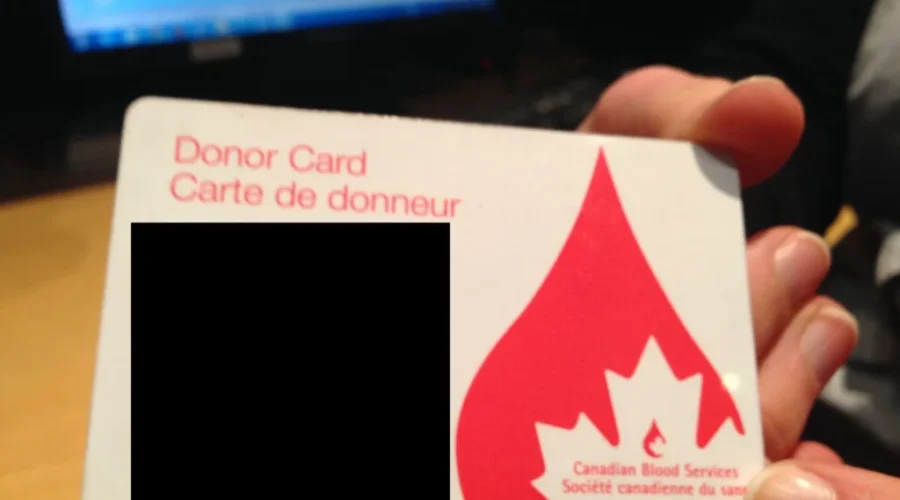 Donor Card
Carte de donneur
Canadian Blood Services
Société canadienne du